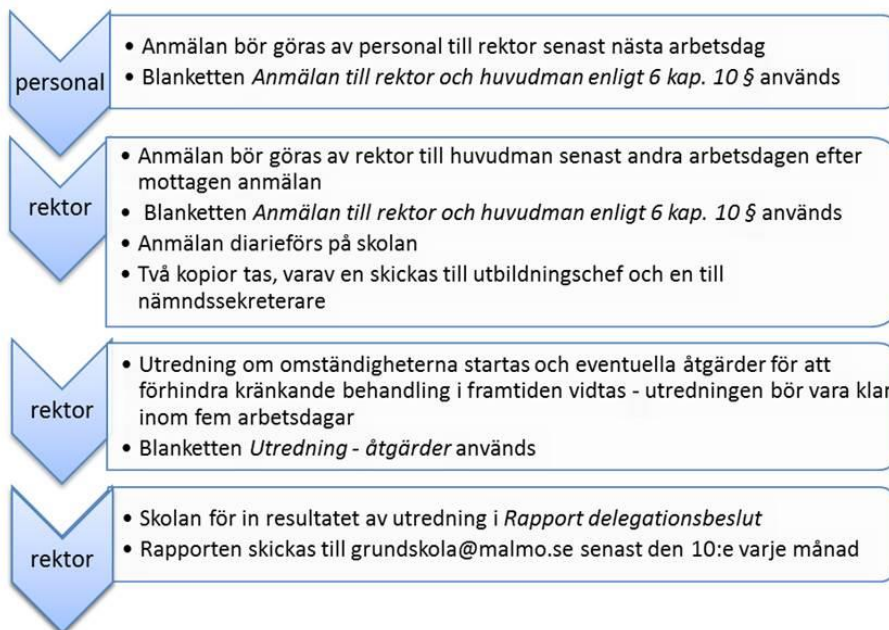 personal
• Anmälan bör göras av personal till rektor senast nästa arbetsdag
• Blanketten Anmälan till rektor och huvudman enligt 6 kap. 10 § används
rektor
• Anmälan bör göras av rektor till huvudman senast andra arbetsdagen efter
mottagen anmälan
• Blanketten Anmälan till rektor och huvudman enligt 6 kap. 10 § används
• Anmälan diarieförs på skolan
• Två kopior tas, varav en skickas till utbildningschef och en till
nämndssekreterare
rektor
• Utredning om omständigheterna startas och eventuella åtgärder för att
förhindra kränkande behandling i framtiden vidtas - utredningen bör vara klar
inom fem arbetsdagar
• Blanketten Utredning - åtgärder används
rektor
• Skolan för in resultatet av utredning i Rapport delegationsbeslut
• Rapporten skickas till grundskola@malmo.se senast den 10:e varje månad